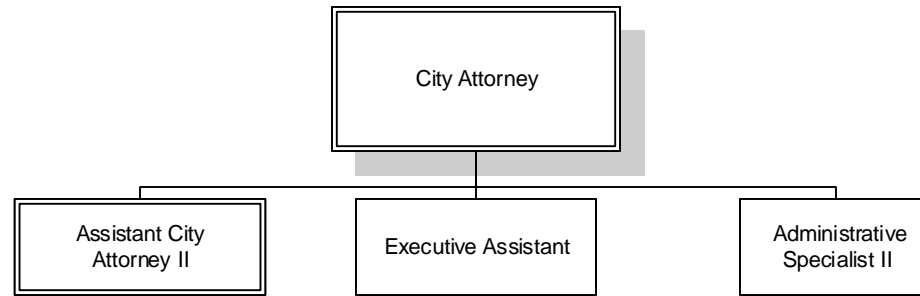 City Attorney
Assistant City
Attorney II
Executive Assistant
Administrative
Specialist II